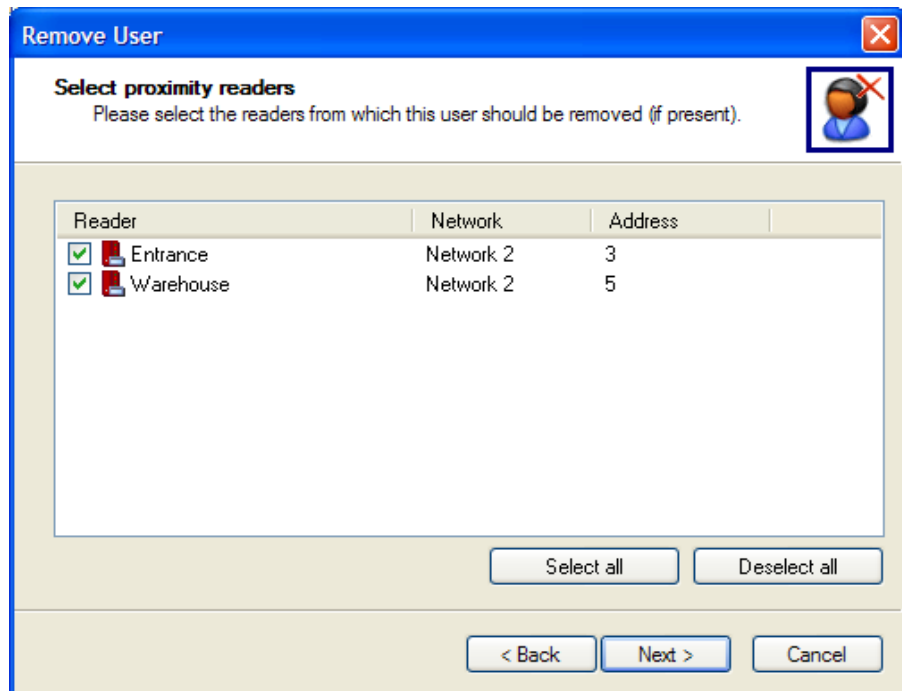 Remove User
Select proximity readers
Please select the readers from which this user should be removed (if present).
Reader Network Address
Entrance Network 2 3
Warehouse Network 2 5
Select all Deselect all
< Back Next > Cancel